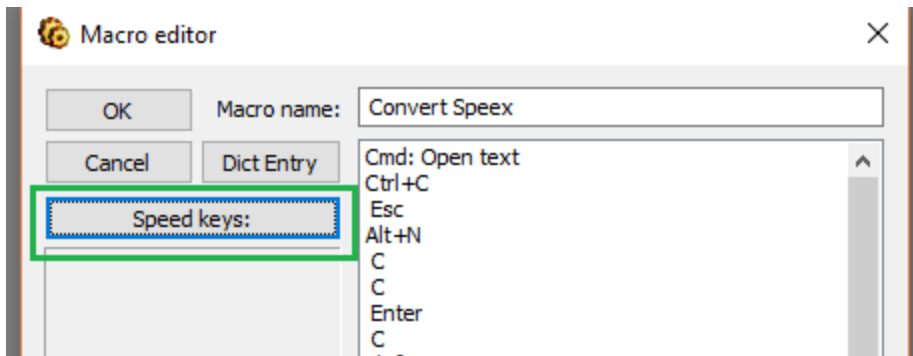 Macro editor
OK
Macro name:
Convert Speex
Cancel
Dict Entry
Speed keys:
Cmd: Open text
Ctrl+C
Esc
Alt+N
C
C
Enter
C